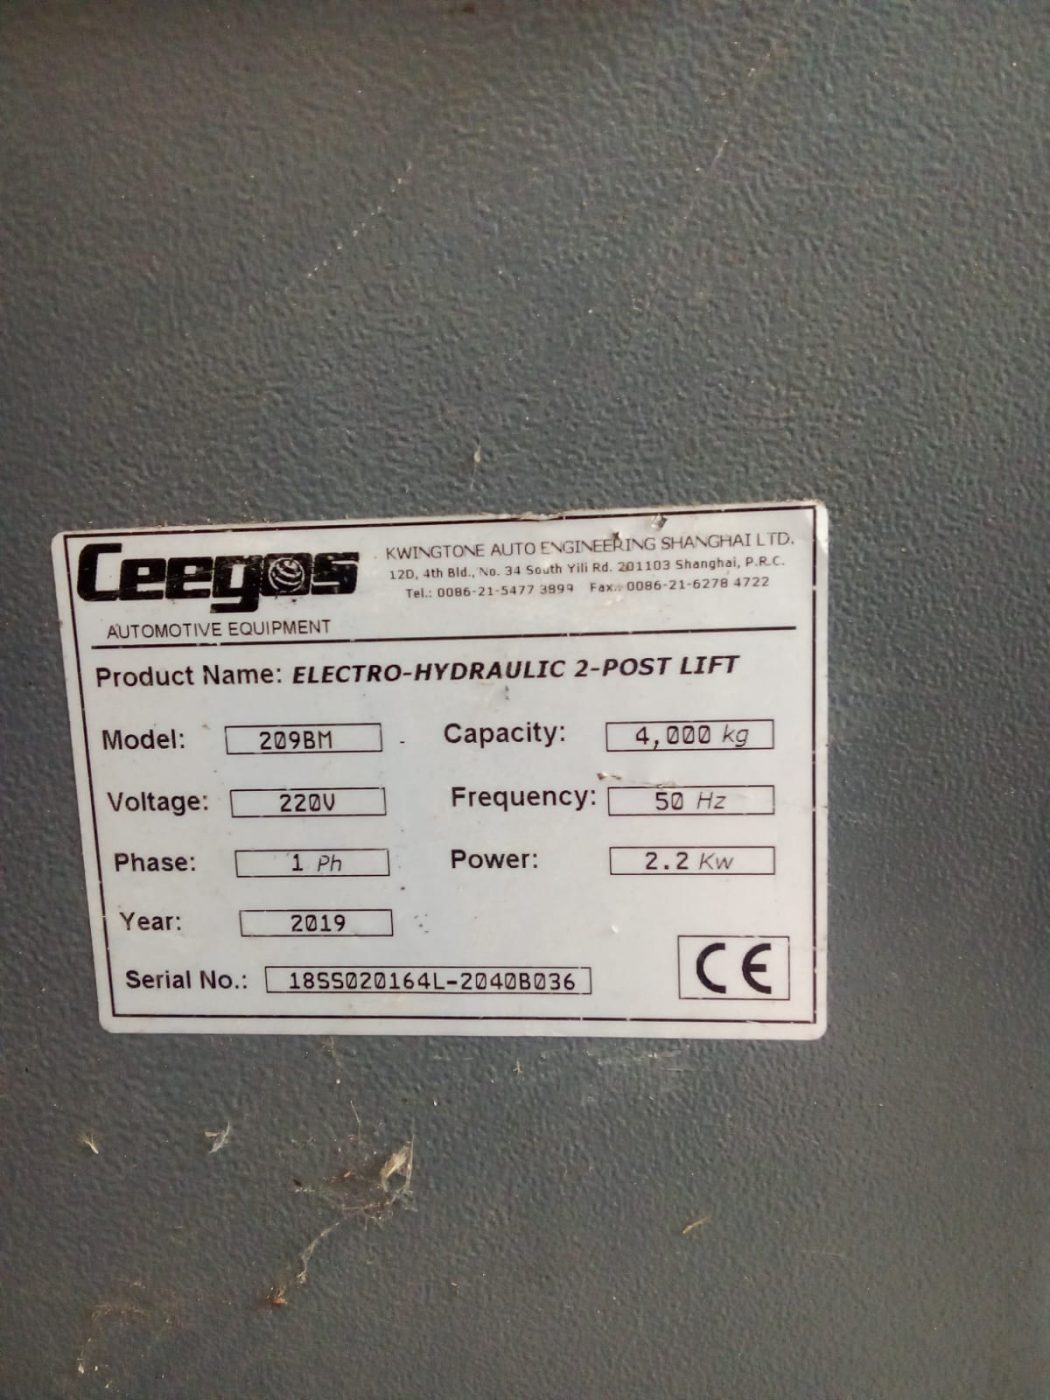 Ceegos
KWINGTONE AUTO ENGINEERING SHANGHAI LTD.
12D, 4th Bld., No. 34 South Yili Rd. 201103 Shanghai, P.R.C.
Tel.: 0086-21-5477 3899 Fax.: 0086-21-6278 4722
AUTOMOTIVE EQUIPMENT
Product Name: ELECTRO-HYDRAULIC 2-POST LIFT
Model: 209BM Capacity: 4,000 kg
Voltage: 220V Frequency: 50 Hz
Phase: 1 Ph Power: 2.2 Kw
Year: 2019
Serial No.: 18SS020164L-2040B036
CE